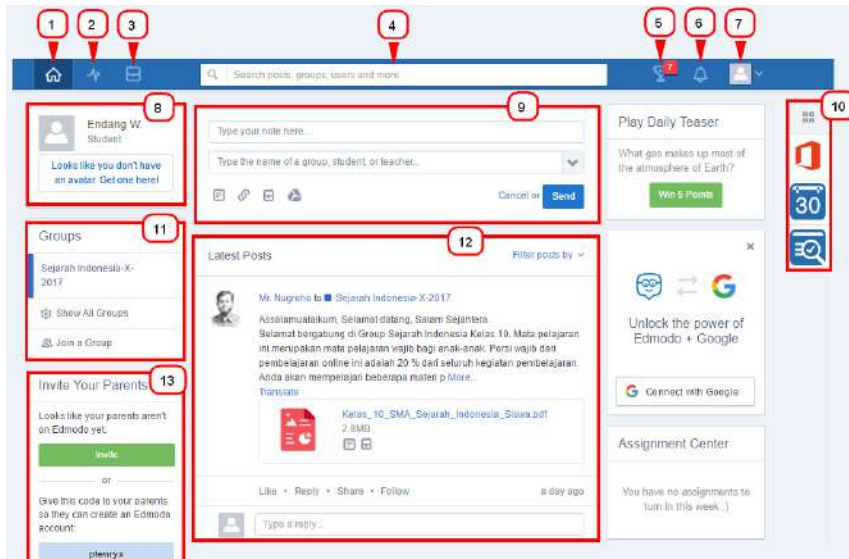 1
2
3
4
5
6
7
Search posts, groups, users and more
7
8
Endang W.
Student
Looks like you don't have
an avatar. Get one here!
9
Type your note here...
Type the name of a group, student, or teacher...
Cancel or Send
Play Daily Teaser
What gas makes up most of
the atmosphere of Earth?
Win 5 Points
10
30
11
Groups
Sejarah Indonesia-X-
2017
Show All Groups
Join a Group
12
Latest Posts
Filter posts by
Mr. Nugroho to Sejarah Indonesia-X-2017
Assalamualaikum, Selamat datang, Salam Sejahtera.
Selamat bergabung di Group Sejarah Indonesia Kelas 10. Mata pelajaran
ini merupakan mata pelajaran wajib bagi anak-anak. Porsi wajib dari
pembelajaran online ini adalah 20 % dari seluruh kegiatan pembelajaran.
Anda akan mempelajari beberapa materi p More...
Translate
Kelas_10_SMA_Sejarah_Indonesia_Siswa.pdf
2.8MB
Like • Reply • Share • Follow
a day ago
Type a reply...
Unlock the power of
Edmodo + Google
Connect with Google
Assignment Center
You have no assignments to
turn in this week :)
13
Invite Your Parents
Looks like your parents aren't
on Edmodo yet.
Invite
or
Give this code to your parents
so they can create an Edmodo
account:
ptenryx